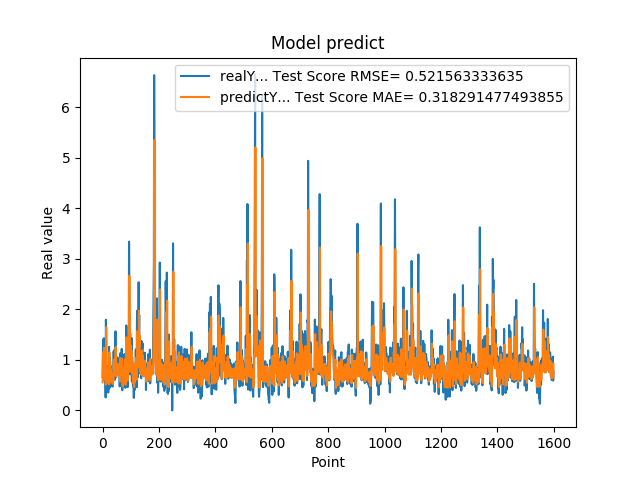 Model predict
realY... Test Score RMSE= 0.521563333635
predictY... Test Score MAE= 0.318291477493855
6
5
4
3
2
1
0
Real value
0 200 400 600 800 1000 1200 1400 1600
Point